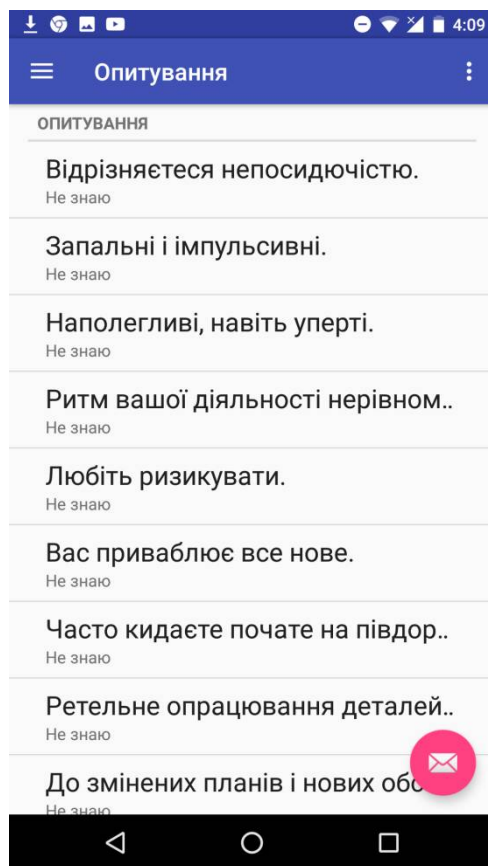 4:09
Опитування
ОПИТУВАННЯ
Відрізняєтеся непосидючістю.
Не знаю
Запальні і імпульсивні.
Не знаю
Наполегливі, навіть уперті.
Не знаю
Ритм вашої діяльності нерівном..
Не знаю
Любіть ризикувати.
Не знаю
Вас приваблює все нове.
Не знаю
Часто кидаєте почате на півдор..
Не знаю
Ретельне опрацювання деталей..
Не знаю
До змінених планів і нових
Не знаю